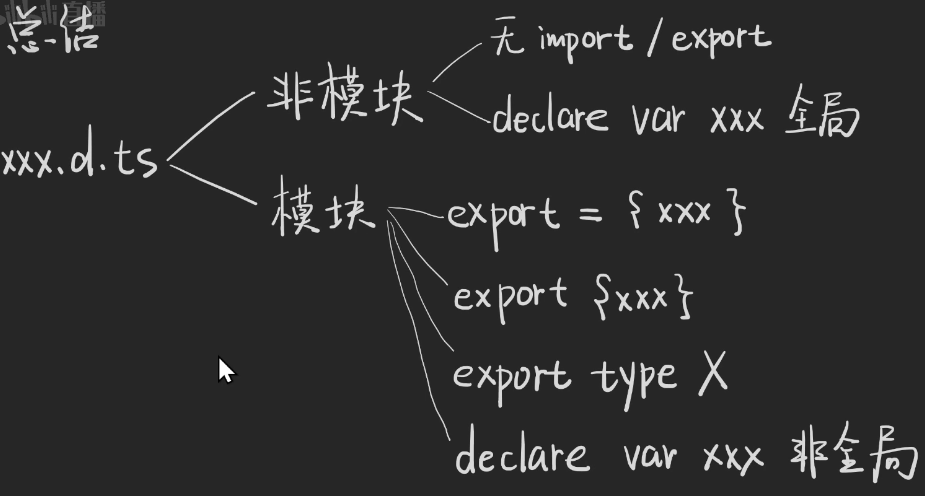 总结
xxx.d.ts
非模块
无 import / export
declare var xxx 全局
模块
export = { xxx }
export {xxx}
export type X
declare var xxx 非全局